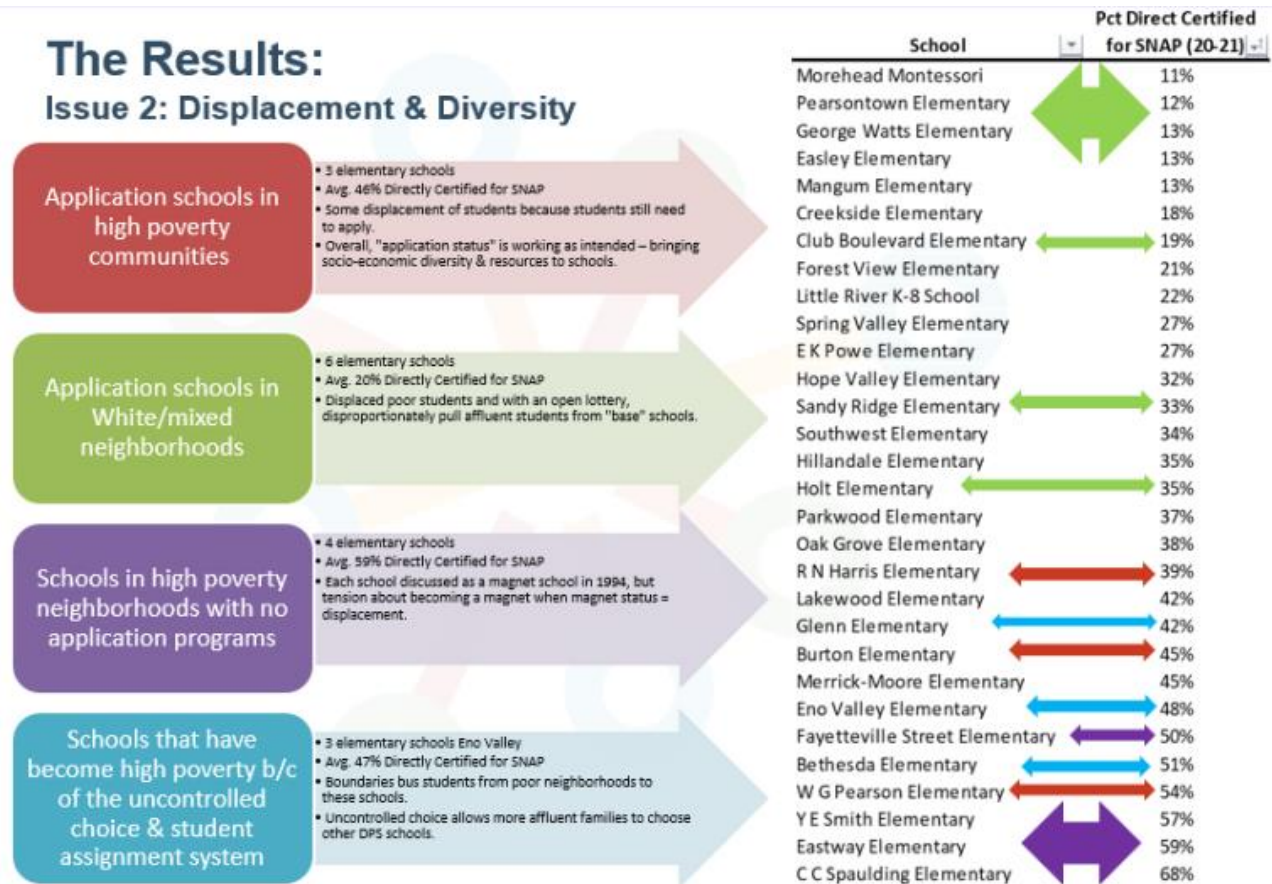 The Results:
Issue 2: Displacement & Diversity
Application schools in
high poverty
communities
• 3 elementary schools
• Avg. 46% Directly Certified for SNAP
• Some displacement of students because students still need
to apply.
• Overall, "application status" is working as intended – bringing
socio-economic diversity & resources to schools.
Application schools in
White/mixed
neighborhoods
• 6 elementary schools
• Avg. 20% Directly Certified for SNAP
• Displaced poor students and with an open lottery,
disproportionately pull affluent students from "base" schools.
Schools in high poverty
neighborhoods with no
application programs
• 4 elementary schools
• Avg. 59% Directly Certified for SNAP
• Each school discussed as a magnet school in 1994, but
tension about becoming a magnet when magnet status =
displacement.
Schools that have
become high poverty b/c
of the uncontrolled
choice & student
assignment system
• 3 elementary schools Eno Valley
• Avg. 47% Directly Certified for SNAP
• Boundaries bus students from poor neighborhoods to
these schools.
• Uncontrolled choice allows more affluent families to choose
other DPS schools.
Pct Direct Certified
School for SNAP (20-21)
Morehead Montessori 11%
Pearsontown Elementary 12%
George Watts Elementary 13%
Easley Elementary 13%
Mangum Elementary 13%
Creekside Elementary 18%
Club Boulevard Elementary 19%
Forest View Elementary 21%
Little River K-8 School 22%
Spring Valley Elementary 27%
E K Powe Elementary 27%
Hope Valley Elementary 32%
Sandy Ridge Elementary 33%
Southwest Elementary 34%
Hillandale Elementary 35%
Holt Elementary 35%
Parkwood Elementary 37%
Oak Grove Elementary 38%
R N Harris Elementary 39%
Lakewood Elementary 42%
Glenn Elementary 42%
Burton Elementary 45%
Merrick-Moore Elementary 45%
Eno Valley Elementary 48%
Fayetteville Street Elementary 50%
Bethesda Elementary 51%
W G Pearson Elementary 54%
Y E Smith Elementary 57%
Eastway Elementary 59%
C C Spaulding Elementary 68%